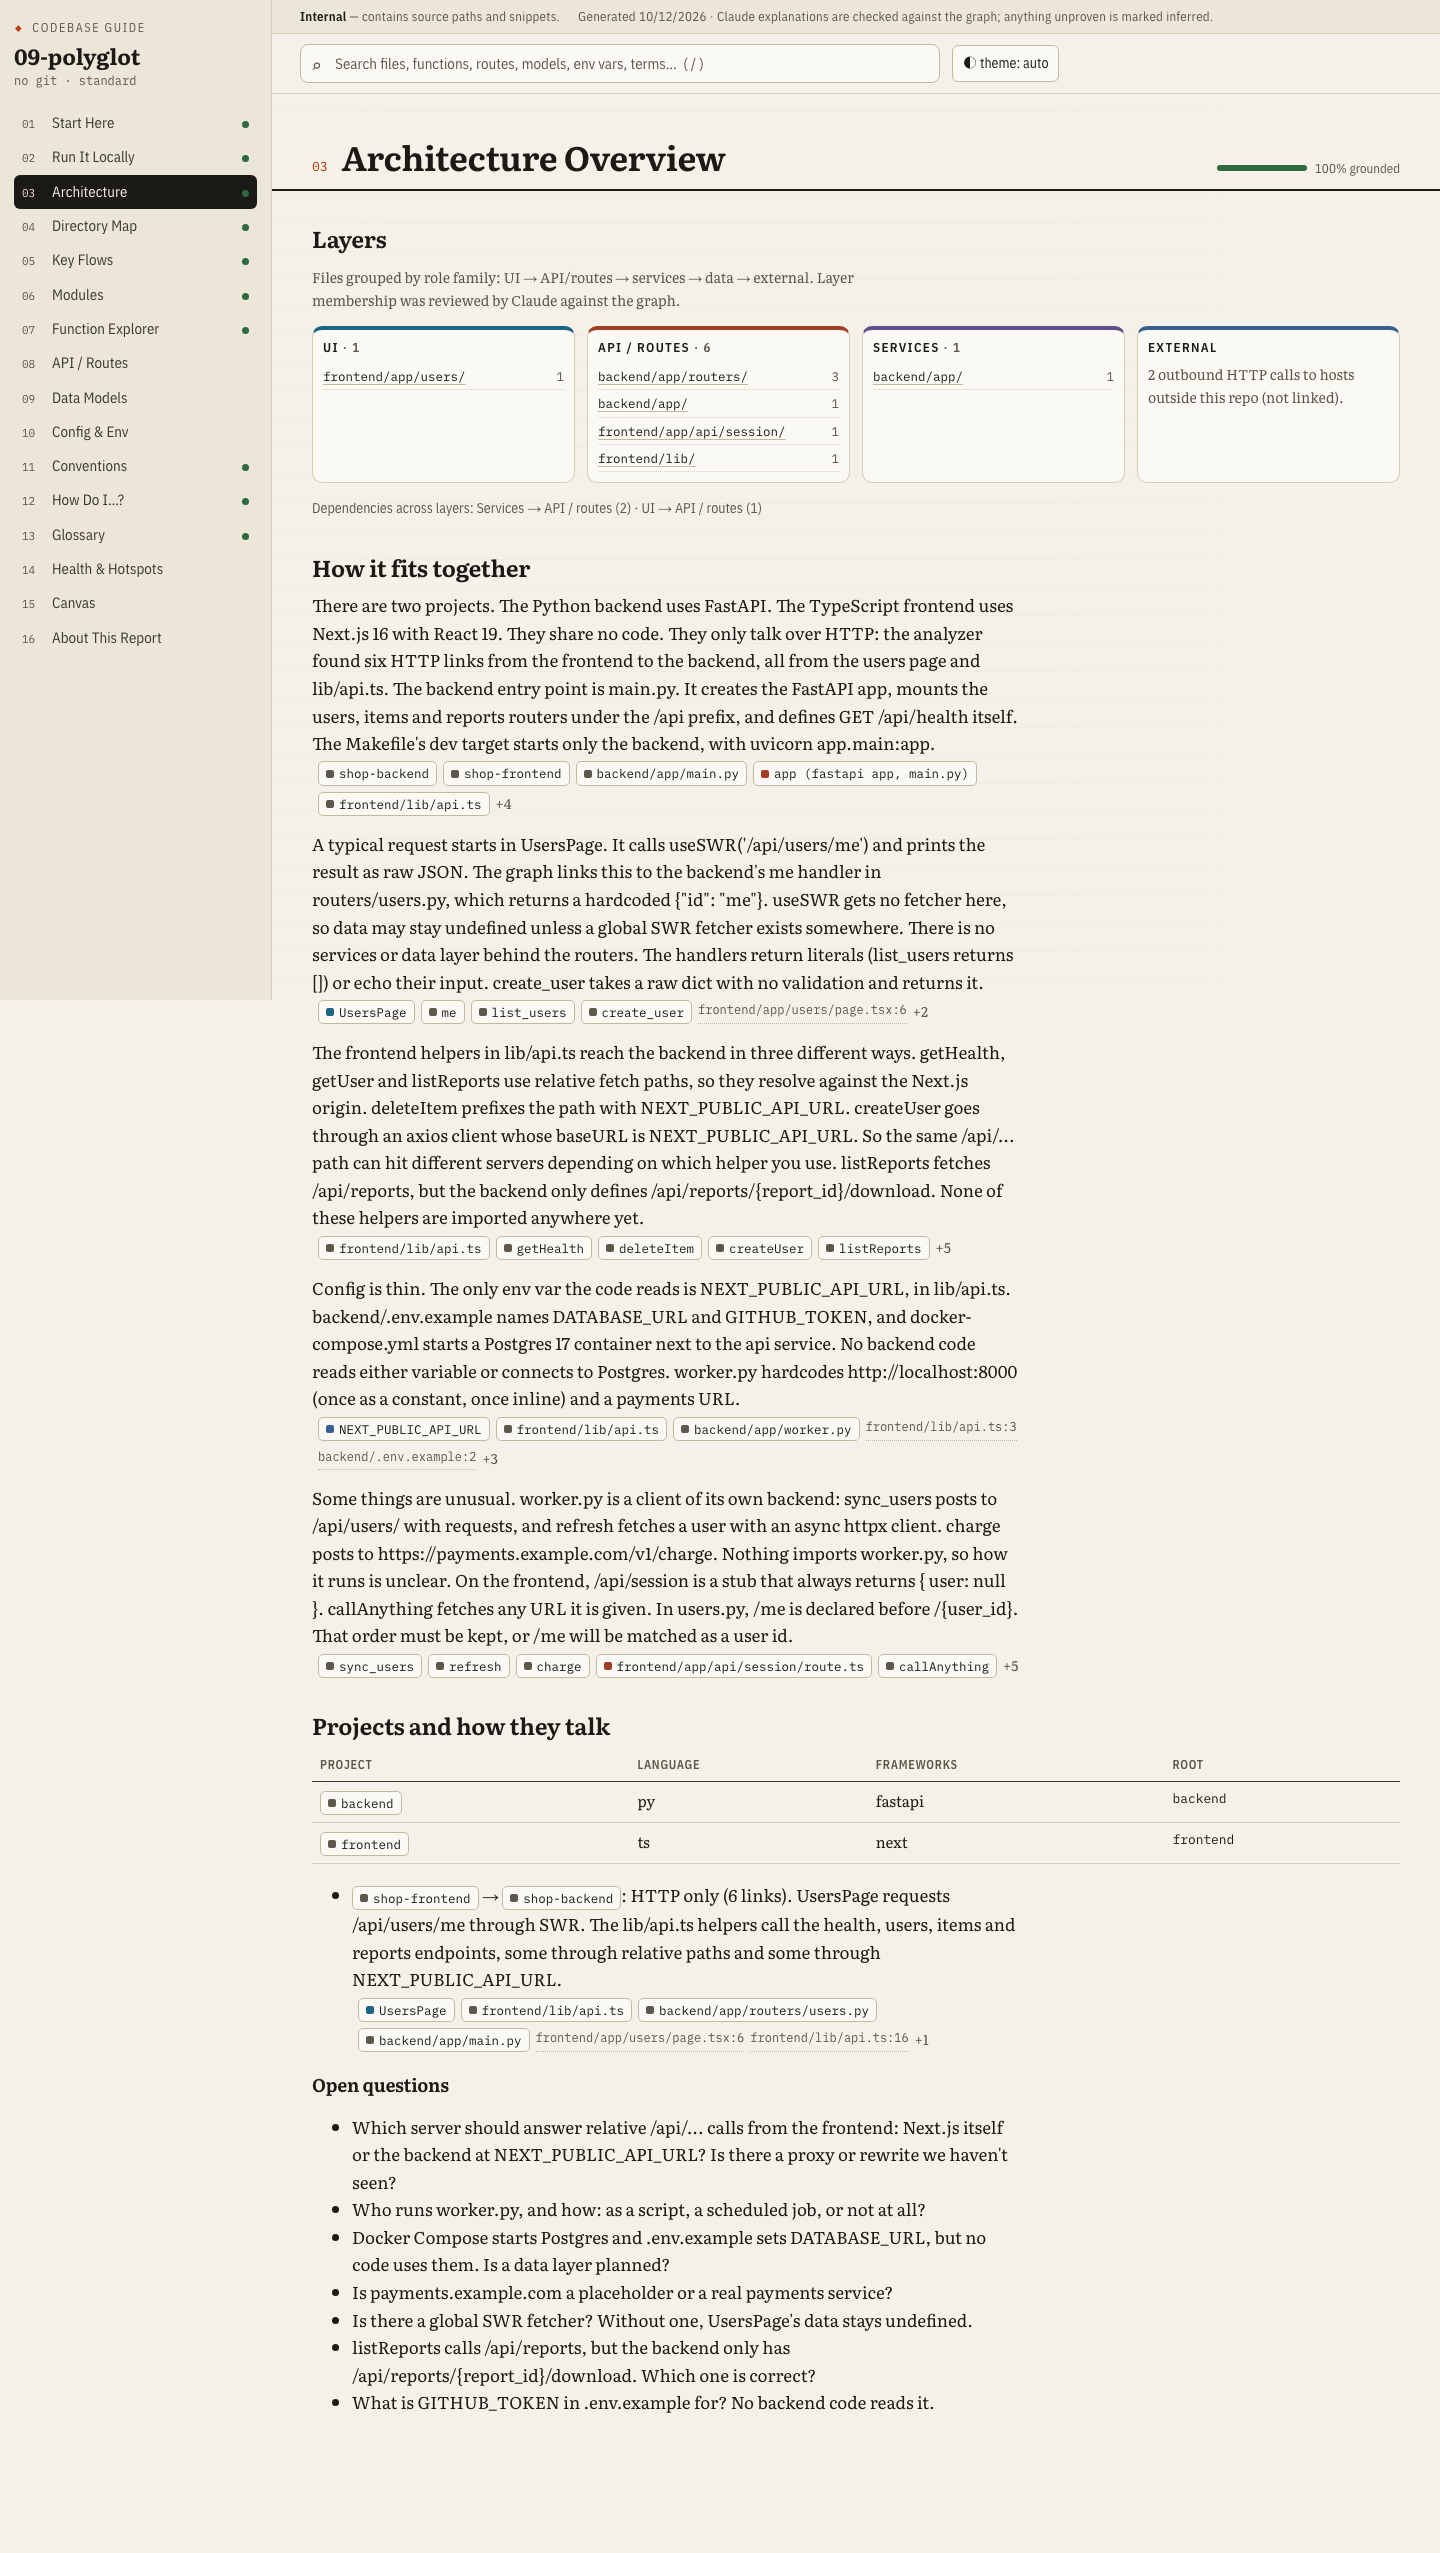 ◆ CODEBASE GUIDE
09-polyglot
no git · standard
01 Start Here
02 Run It Locally
03 Architecture
04 Directory Map
05 Key Flows
06 Modules
07 Function Explorer
08 API / Routes
09 Data Models
10 Config & Env
11 Conventions
12 How Do I…?
13 Glossary
14 Health & Hotspots
15 Canvas
16 About This Report
Internal — contains source paths and snippets. Generated 10/12/2026 · Claude explanations are checked against the graph; anything unproven is marked inferred.
Search files, functions, routes, models, env vars, terms… ( / )
theme: auto
03 Architecture Overview
100% grounded
Layers
Files grouped by role family: UI → API/routes → services → data → external. Layer
membership was reviewed by Claude against the graph.
UI · 1
frontend/app/users/ 1
API / ROUTES · 6
backend/app/routers/ 3
backend/app/ 1
frontend/app/api/session/ 1
frontend/lib/ 1
SERVICES · 1
backend/app/ 1
EXTERNAL
2 outbound HTTP calls to hosts
outside this repo (not linked).
Dependencies across layers: Services → API / routes (2) · UI → API / routes (1)
How it fits together
There are two projects. The Python backend uses FastAPI. The TypeScript frontend uses
Next.js 16 with React 19. They share no code. They only talk over HTTP: the analyzer
found six HTTP links from the frontend to the backend, all from the users page and
lib/api.ts. The backend entry point is main.py. It creates the FastAPI app, mounts the
users, items and reports routers under the /api prefix, and defines GET /api/health itself.
The Makefile's dev target starts only the backend, with uvicorn app.main:app.
shop-backend shop-frontend backend/app/main.py app (fastapi app, main.py)
frontend/lib/api.ts +4
A typical request starts in UsersPage. It calls useSWR('/api/users/me') and prints the
result as raw JSON. The graph links this to the backend's me handler in
routers/users.py, which returns a hardcoded {"id": "me"}. useSWR gets no fetcher here,
so data may stay undefined unless a global SWR fetcher exists somewhere. There is no
services or data layer behind the routers. The handlers return literals (list_users returns
[]) or echo their input. create_user takes a raw dict with no validation and returns it.
UsersPage me list_users create_user frontend/app/users/page.tsx:6 +2
The frontend helpers in lib/api.ts reach the backend in three different ways. getHealth,
getUser and listReports use relative fetch paths, so they resolve against the Next.js
origin. deleteItem prefixes the path with NEXT_PUBLIC_API_URL. createUser goes
through an axios client whose baseURL is NEXT_PUBLIC_API_URL. So the same /api/...
path can hit different servers depending on which helper you use. listReports fetches
/api/reports, but the backend only defines /api/reports/{report_id}/download. None of
these helpers are imported anywhere yet.
frontend/lib/api.ts getHealth deleteItem createUser listReports +5
Config is thin. The only env var the code reads is NEXT_PUBLIC_API_URL, in lib/api.ts.
backend/.env.example names DATABASE_URL and GITHUB_TOKEN, and docker-
compose.yml starts a Postgres 17 container next to the api service. No backend code
reads either variable or connects to Postgres. worker.py hardcodes http://localhost:8000
(once as a constant, once inline) and a payments URL.
NEXT_PUBLIC_API_URL frontend/lib/api.ts backend/app/worker.py frontend/lib/api.ts:3
backend/.env.example:2 +3
Some things are unusual. worker.py is a client of its own backend: sync_users posts to
/api/users/ with requests, and refresh fetches a user with an async httpx client. charge
posts to https://payments.example.com/v1/charge. Nothing imports worker.py, so how
it runs is unclear. On the frontend, /api/session is a stub that always returns { user: null
}. callAnything fetches any URL it is given. In users.py, /me is declared before /{user_id}.
That order must be kept, or /me will be matched as a user id.
sync_users refresh charge frontend/app/api/session/route.ts callAnything +5
Projects and how they talk
PROJECT LANGUAGE FRAMEWORKS ROOT
backend py fastapi backend
frontend ts next frontend
shop-frontend → shop-backend : HTTP only (6 links). UsersPage requests
/api/users/me through SWR. The lib/api.ts helpers call the health, users, items and
reports endpoints, some through relative paths and some through
NEXT_PUBLIC_API_URL.
UsersPage frontend/lib/api.ts backend/app/routers/users.py
backend/app/main.py frontend/app/users/page.tsx:6 frontend/lib/api.ts:16 +1
Open questions
Which server should answer relative /api/... calls from the frontend: Next.js itself
or the backend at NEXT_PUBLIC_API_URL? Is there a proxy or rewrite we haven't
seen?
Who runs worker.py, and how: as a script, a scheduled job, or not at all?
Docker Compose starts Postgres and .env.example sets DATABASE_URL, but no
code uses them. Is a data layer planned?
Is payments.example.com a placeholder or a real payments service?
Is there a global SWR fetcher? Without one, UsersPage's data stays undefined.
listReports calls /api/reports, but the backend only has
/api/reports/{report_id}/download. Which one is correct?
What is GITHUB_TOKEN in .env.example for? No backend code reads it.